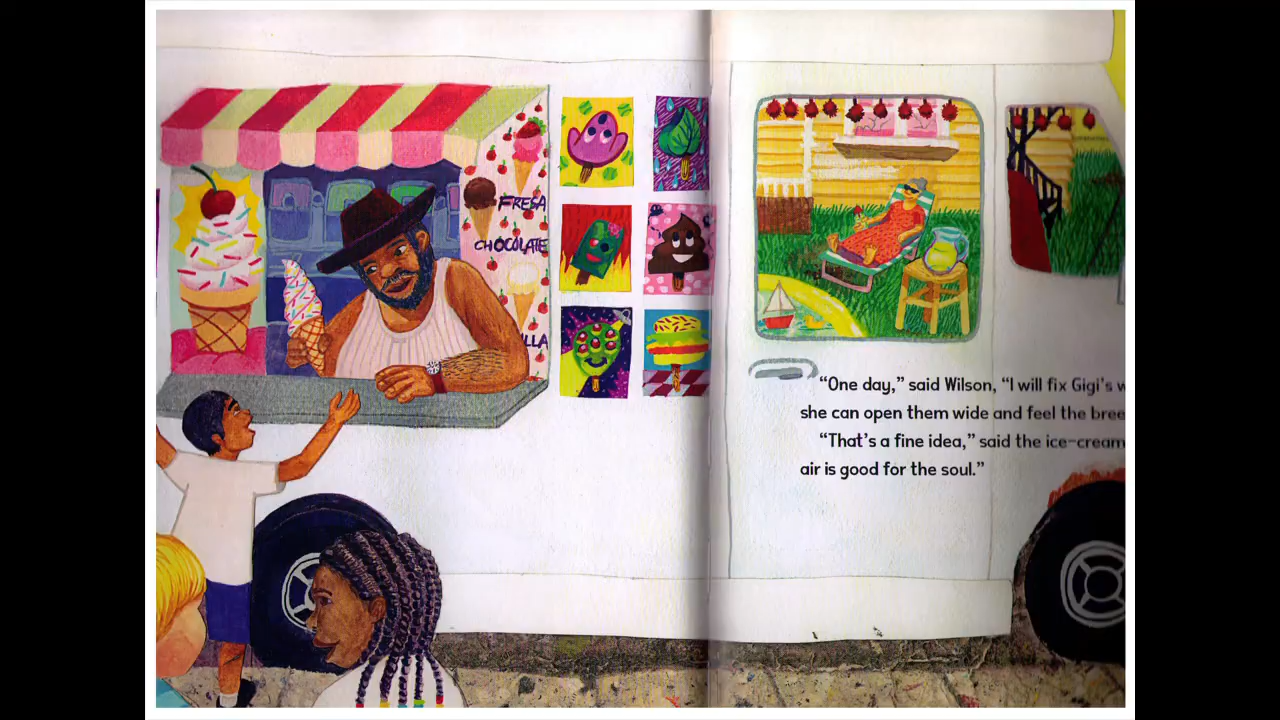 FRESA
CHOCOLATE
“One day,” said Wilson, “I will fix Gigi’s
she can open them wide and feel the
“That’s a fine idea,” said the ice-cream
air is good for the soul.”